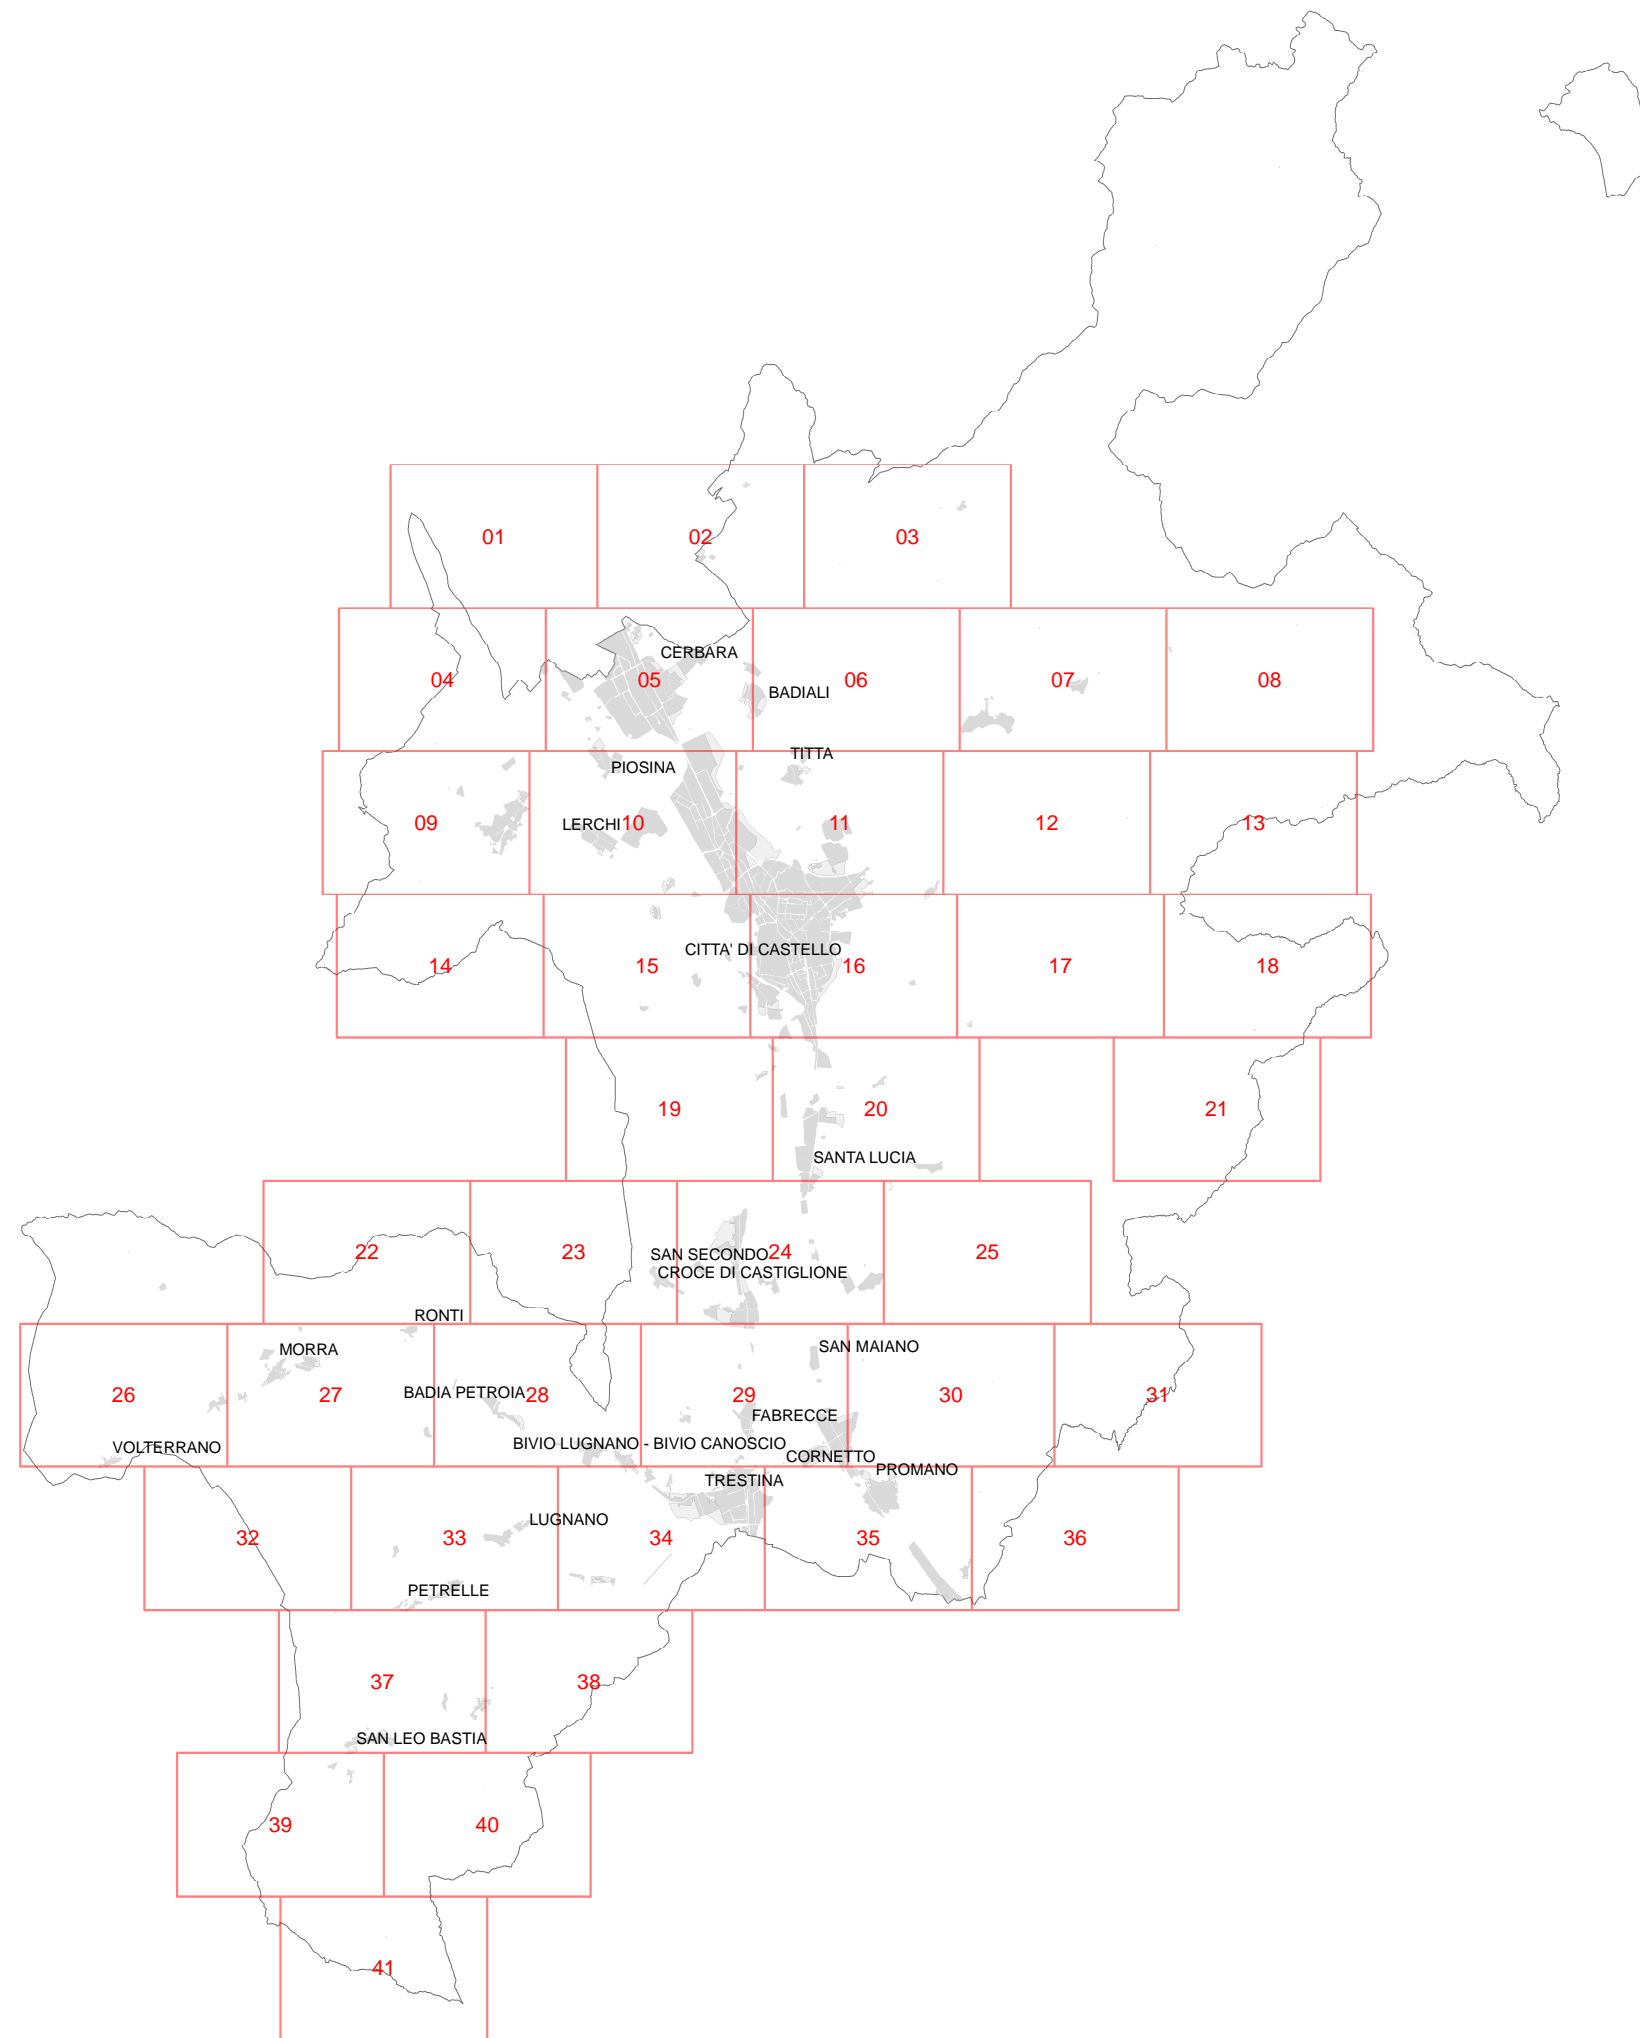 01
02
03
CERBARA
04
05
BADIALI
06
07
08
TITTA
PIOSINA
09
LERCHI
10
11
12
13
CITTA' DI CASTELLO
14
15
16
17
18
19
20
21
SANTA LUCIA
22
23
SAN SECONDO
24
25
CROCE DI CASTIGLIONE
RONTI
MORRA
SAN MAIANO
26
27
BADIA PETROIA
28
29
30
31
FABRECCE
VOLTERRANO
BIVIO LUGNANO - BIVIO CANOSCIO
CORNETTO
PROMANO
TRESTINA
LUGNANO
32
33
34
35
36
PETRELLE
37
38
SAN LEO BASTIA
39
40
41